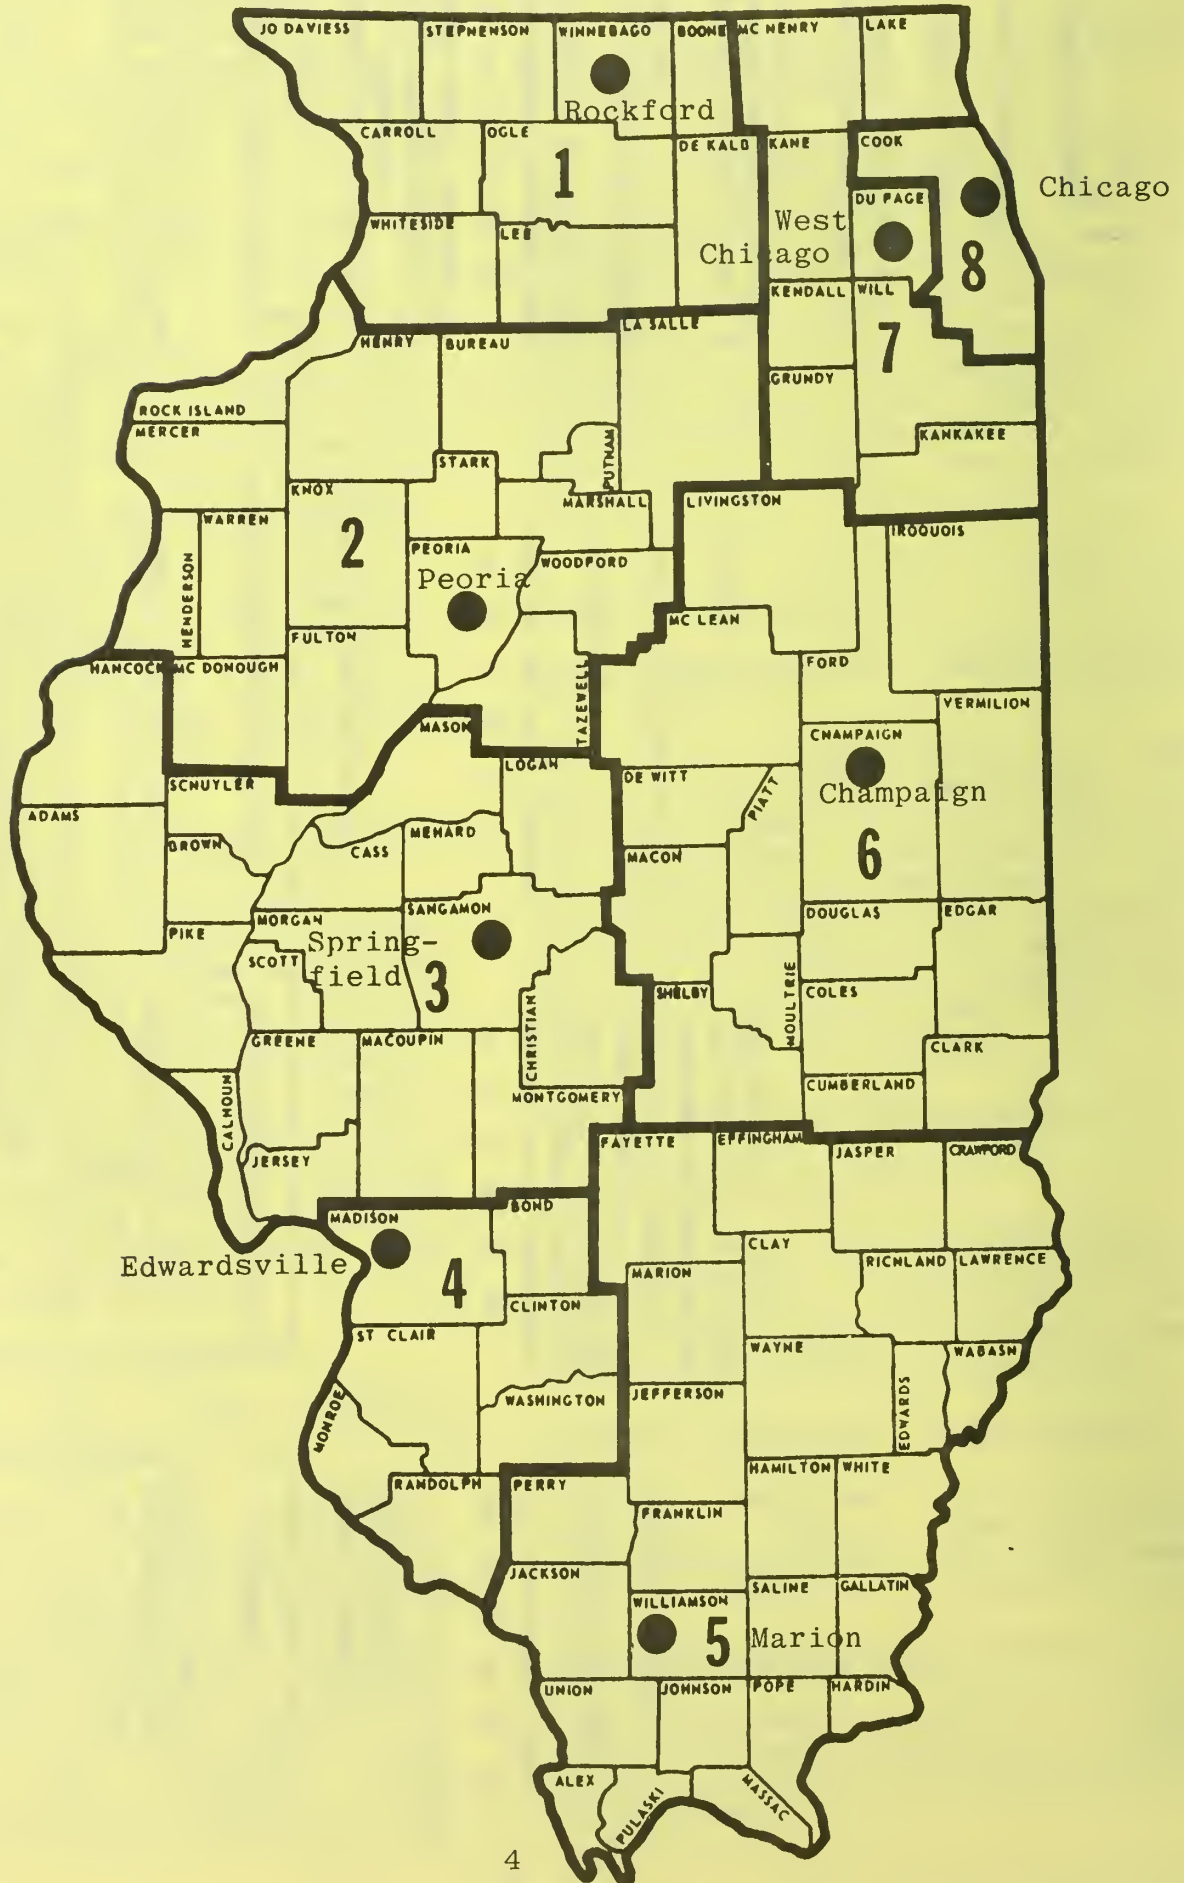 JO DAVIESS
STEPHENSON
WINNEBAGO
BOONE
MC HENRY
LAKE
Rockford
CARROLL
OGLE
DE KALB
KANE
COOK
1
Chicago
DU PAGE
WHITESIDE
LEE
West
Chicago
8
KENDALL
WILL
LA SALLE
7
HENRY
BUREAU
GRUNDY
ROCK ISLAND
MERCER
KANKAKEE
STARK
PUTNAM
KNOX
MARSHALL
LIVINGSTON
WARREN
2
IROQUOIS
PEORIA
Peoria
WOODFORD
HENDERSON
FULTON
MC LEAN
FORD
HANCOCK
MC DONOUGH
TAZEWELL
VERMILION
MASON
CHAMPAIGN
LOGAN
DE WITT
PIATT
SCHUYLER
Champaign
ADAMS
BROWN
CASS
MENARD
MACON
6
PIKE
MORGAN
SANGAMON
DOUGLAS
EDGAR
Spring-
field
SCOTT
3
SHELBY
MOULTRIE
COLES
GREENE
MACOUPIN
CHRISTIAN
CLARK
CALHOUN
MONTGOMERY
CUMBERLAND
JERSEY
FAYETTE
EFFINGHAM
JASPER
CRAWFORD
MADISON
BOND
Edwardsville
4
CLAY
RICHLAND
LAWRENCE
MARION
CLINTON
ST CLAIR
WAYNE
WABASH
EDWARDS
MONROE
WASHINGTON
JEFFERSON
HAMILTON
WHITE
RANDOLPH
PERRY
FRANKLIN
JACKSON
SALINE
GALLATIN
WILLIAMSON
5
Marion
UNION
JOHNSON
POPE
HARDIN
ALEX
PULASKI
MASSAC
4